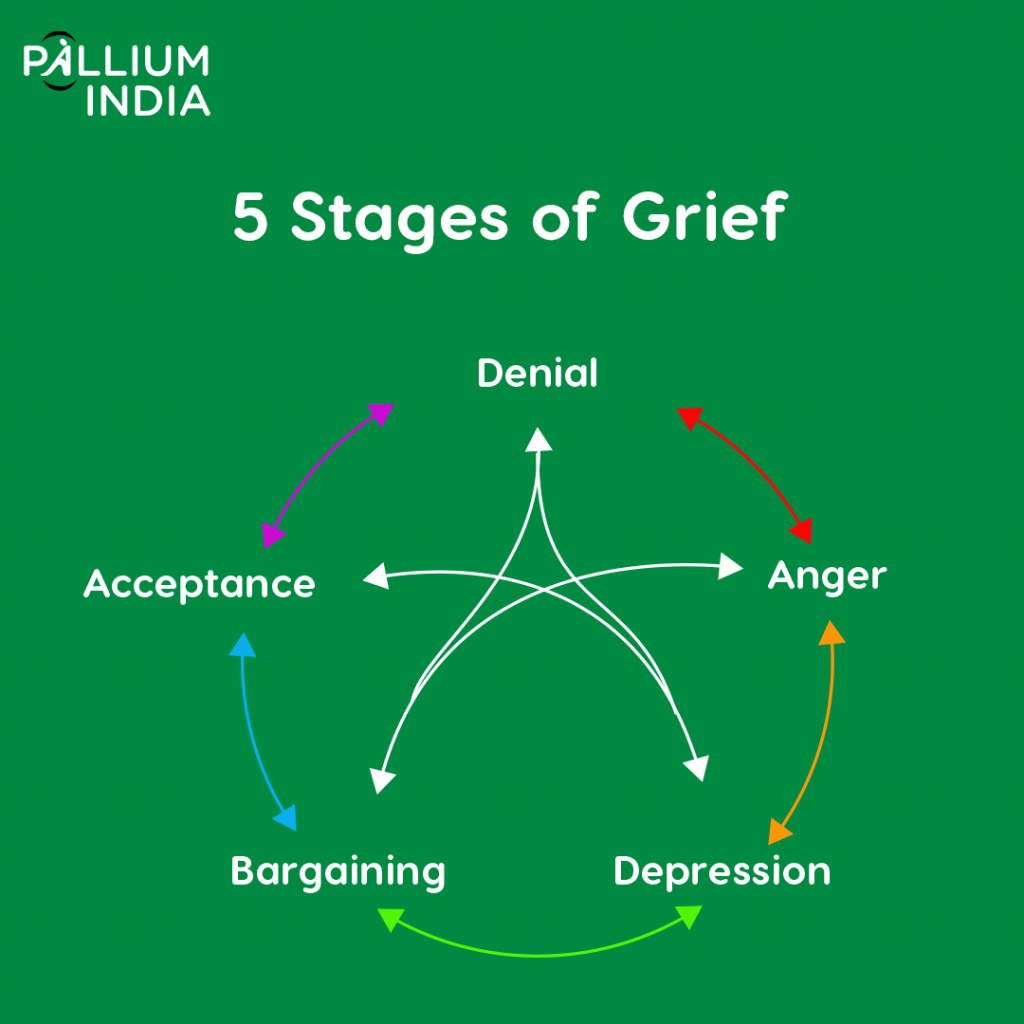 PALLIUM
INDIA
5 Stages of Grief
Denial
Acceptance
Anger
Bargaining
Depression